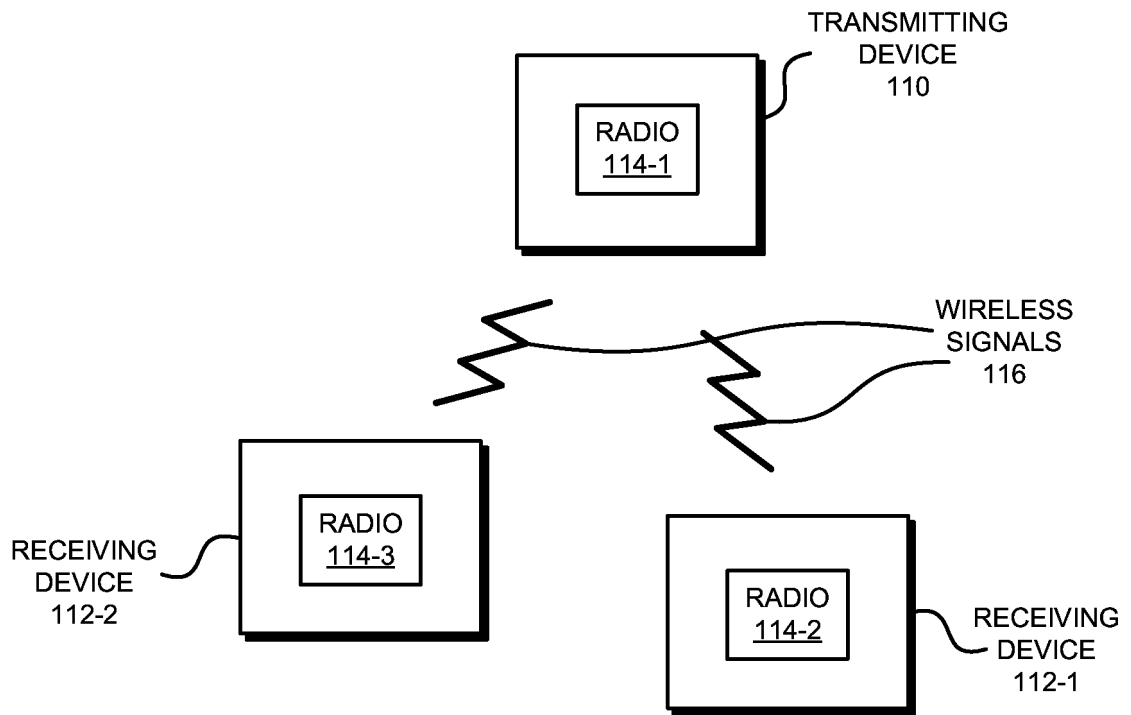 TRANSMITTING
DEVICE
110
RADIO
114-1
WIRELESS
SIGNALS
116
RADIO
114-3
RECEIVING
DEVICE
112-2
RADIO
114-2
RECEIVING
DEVICE
112-1